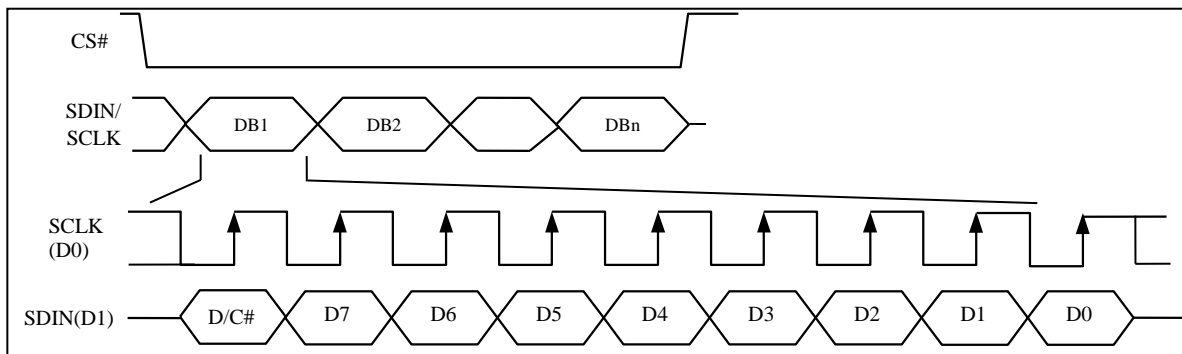 CS#
SDIN/
SCLK
DB1 DB2 DBn
SCLK
(D0)
SDIN(D1) D/C# D7 D6 D5 D4 D3 D2 D1 D0